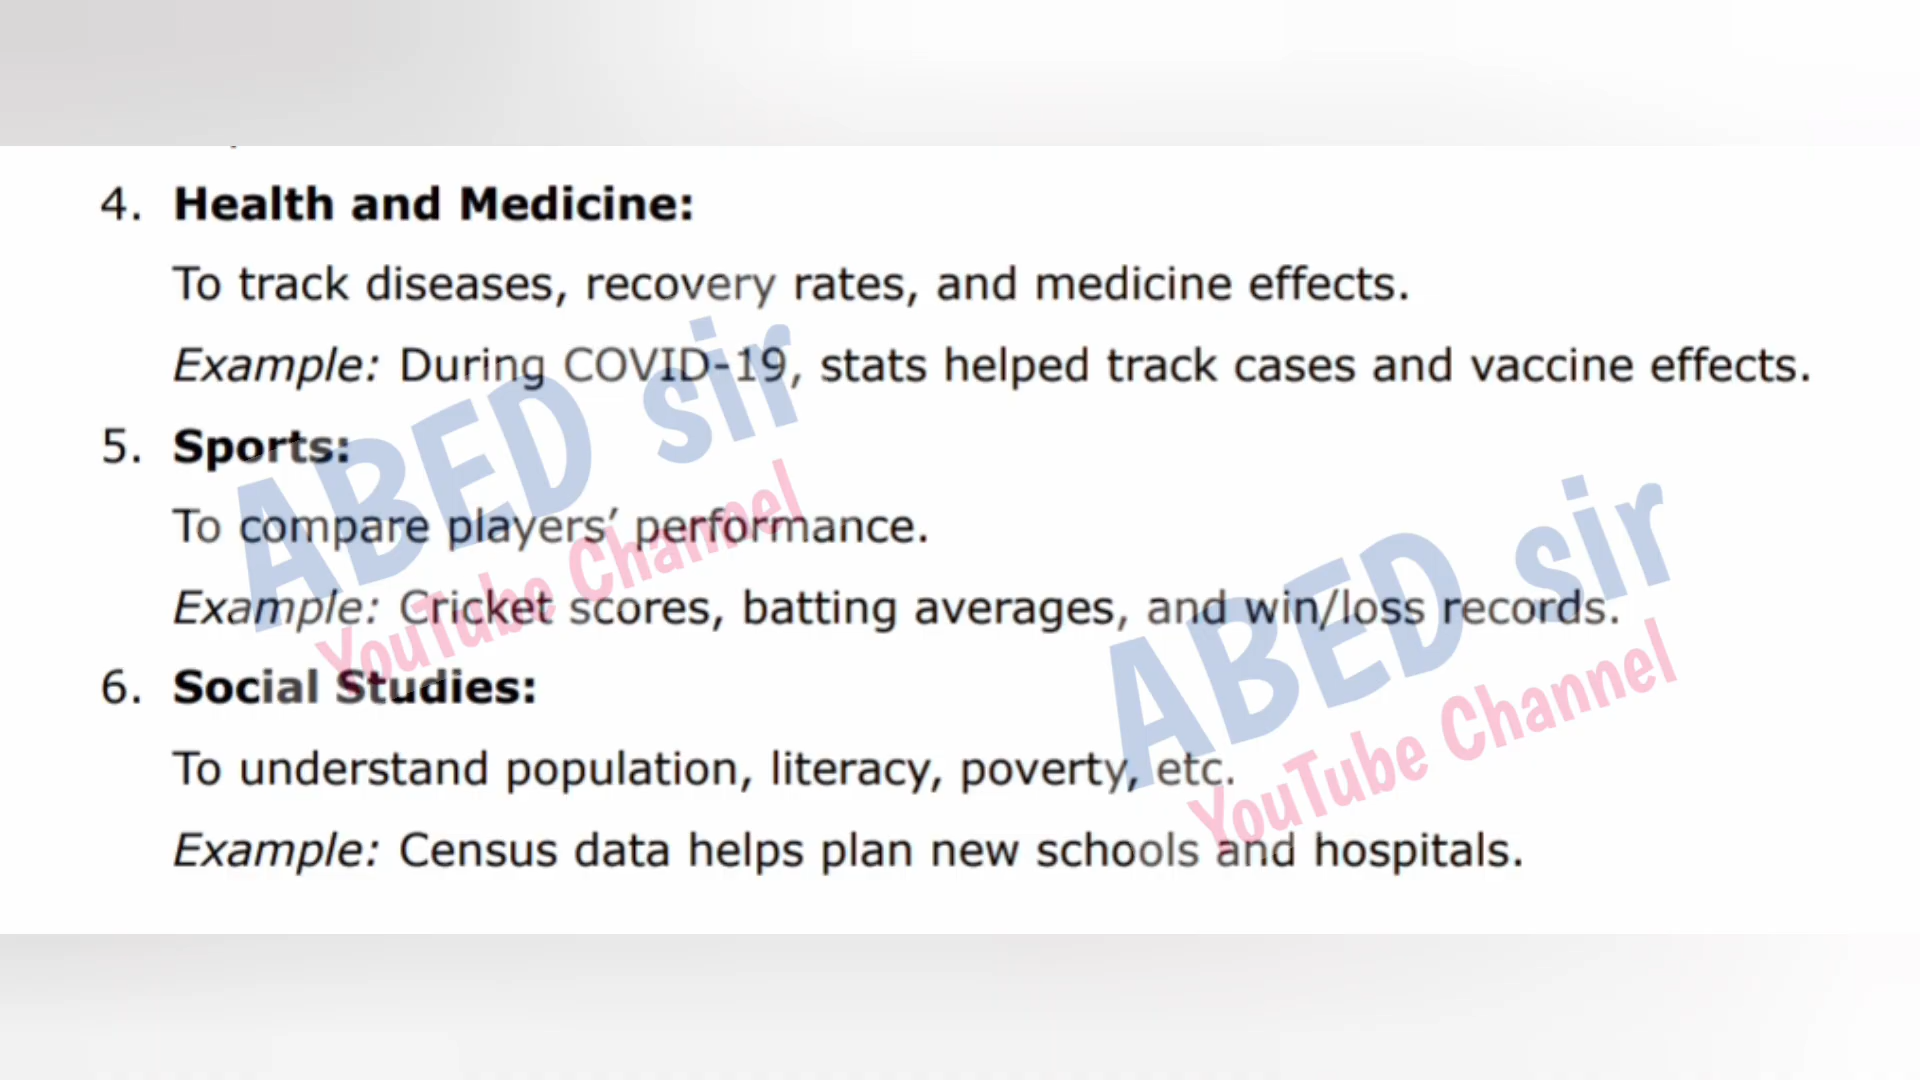 4. Health and Medicine:
To track diseases, recovery rates, and medicine effects.
Example: During COVID-19, stats helped track cases and vaccine effects.
5. Sports:
To compare players’ performance.
Example: Cricket scores, batting averages, and win/loss records.
6. Social Studies:
To understand population, literacy, poverty, etc.
Example: Census data helps plan new schools and hospitals.
ABED sir
YouTube Channel
ABED sir
YouTube Channel